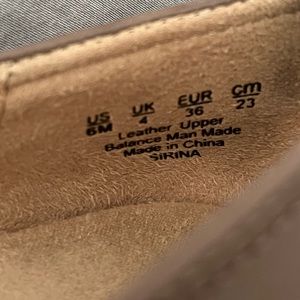 US UK EUR cm
6M 4 36 23
Leather Upper
Balance Man Made
Made in China
SIRINA